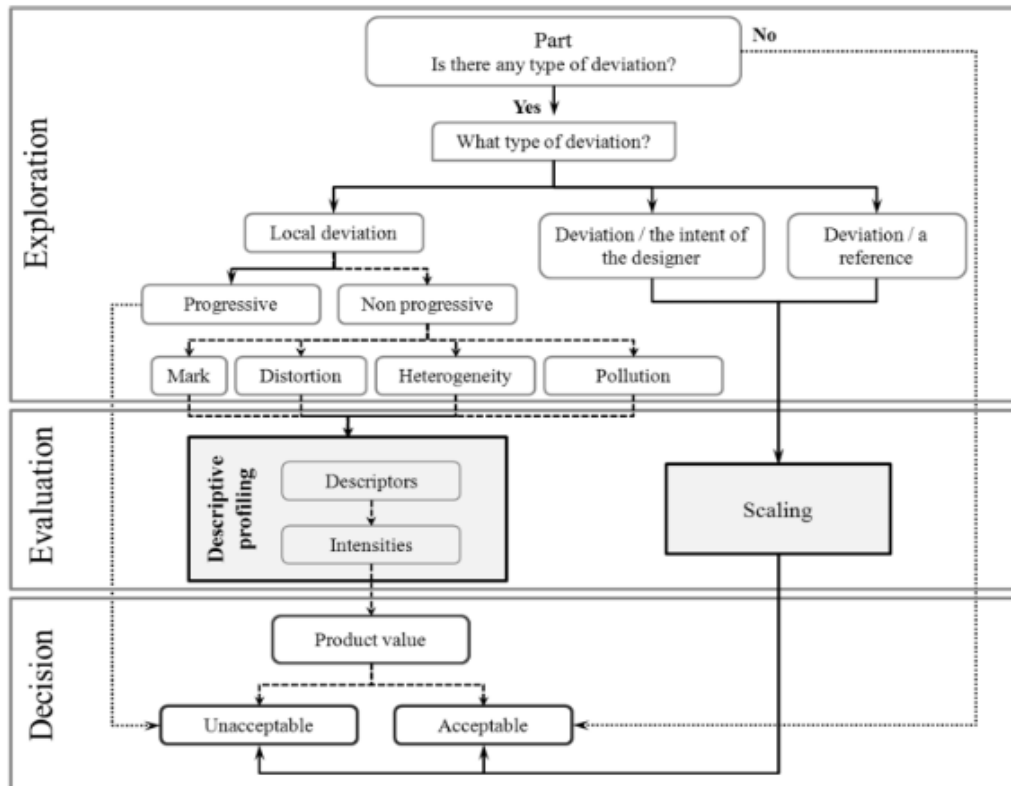 Exploration
Part
No
Is there any type of deviation?
Yes
What type of deviation?
Local deviation
Deviation / the intent of
the designer
Deviation / a
reference
Progressive
Non progressive
Mark
Distortion
Heterogeneity
Pollution
Evaluation
Descriptive
profiling
Descriptors
Intensities
Scaling
Decision
Product value
Unacceptable
Acceptable